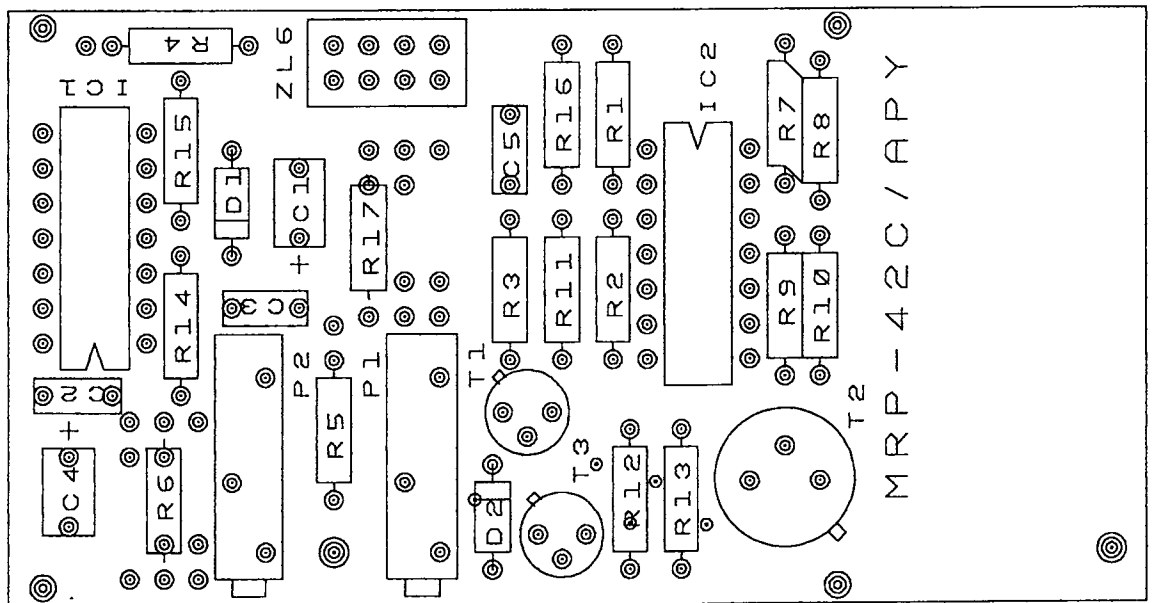 R4
ZL6
IC1
IC2
R15
D1
C1
+
R17
C5
R16
R1
R7
R8
MRP-42C/APY
R14
C3
R3
R11
R2
R9
R10
P2
P1
T1
T2
C2
+
C4
R6
R5
D2
T3
R12
R13